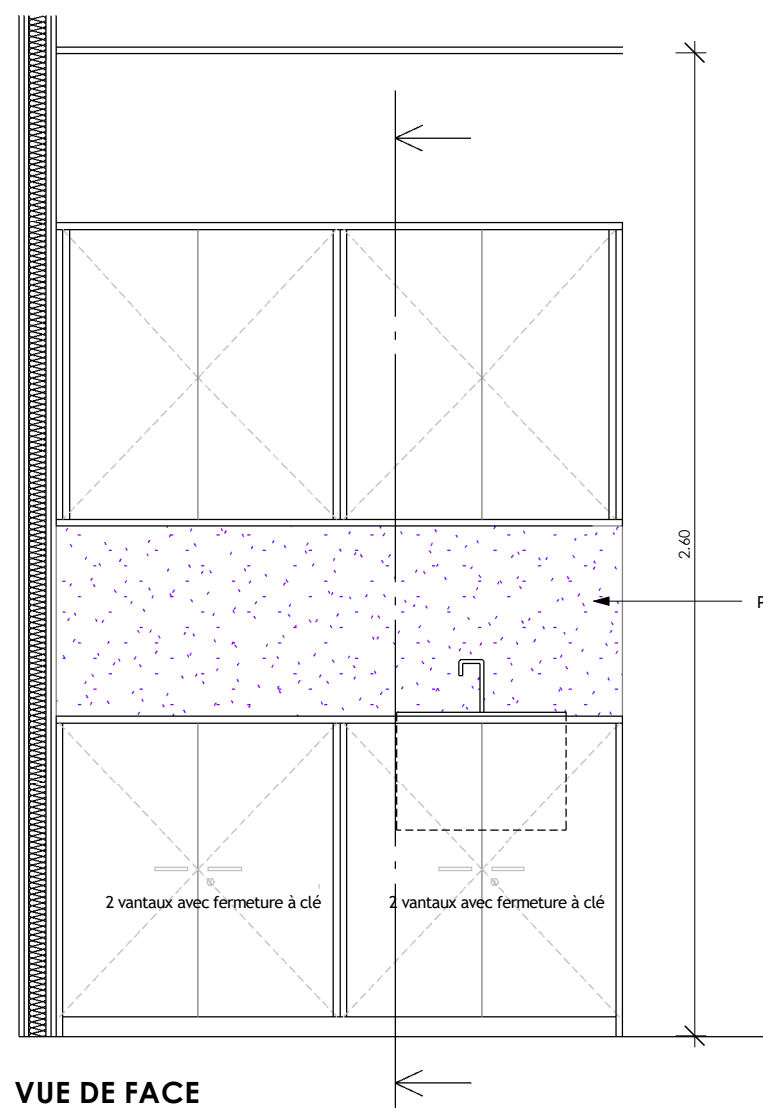 2.60
P
2 vantaux avec fermeture à clé
2 vantaux avec fermeture à clé
VUE DE FACE